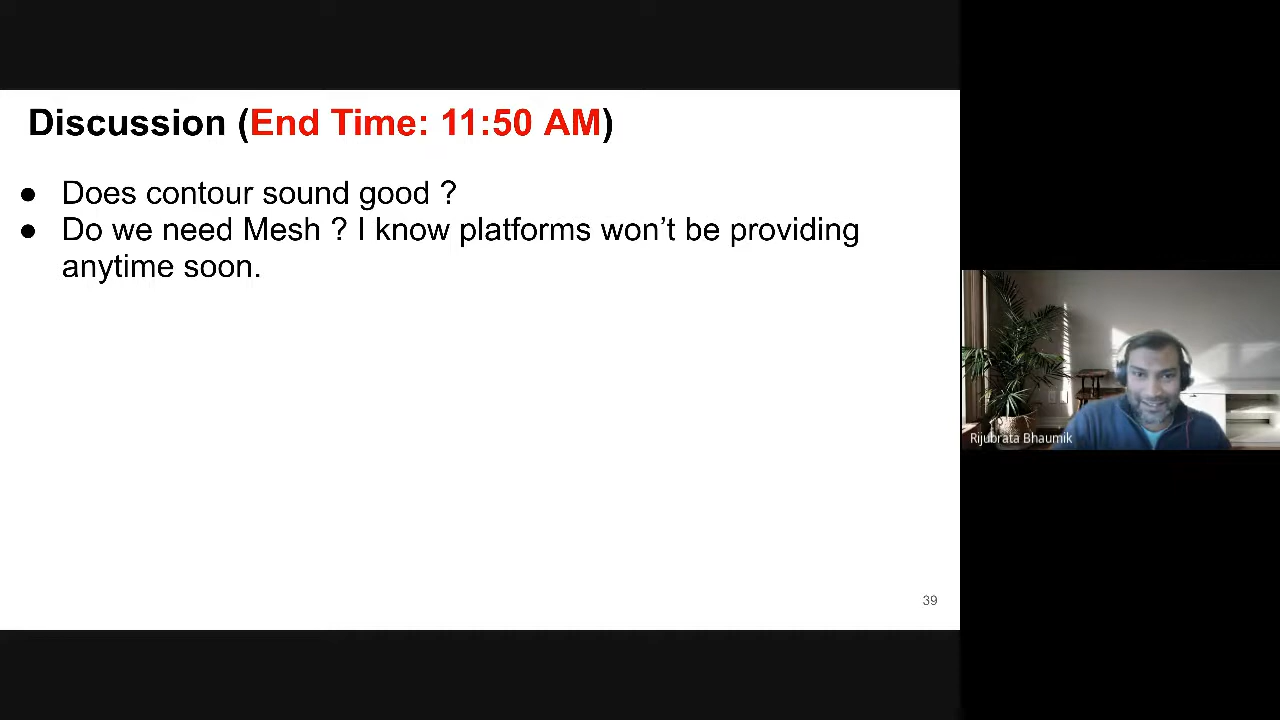 Discussion (End Time: 11:50 AM)
● Does contour sound good ?
● Do we need Mesh ? I know platforms won’t be providing
anytime soon.
Rijubrata Bhaumik
39